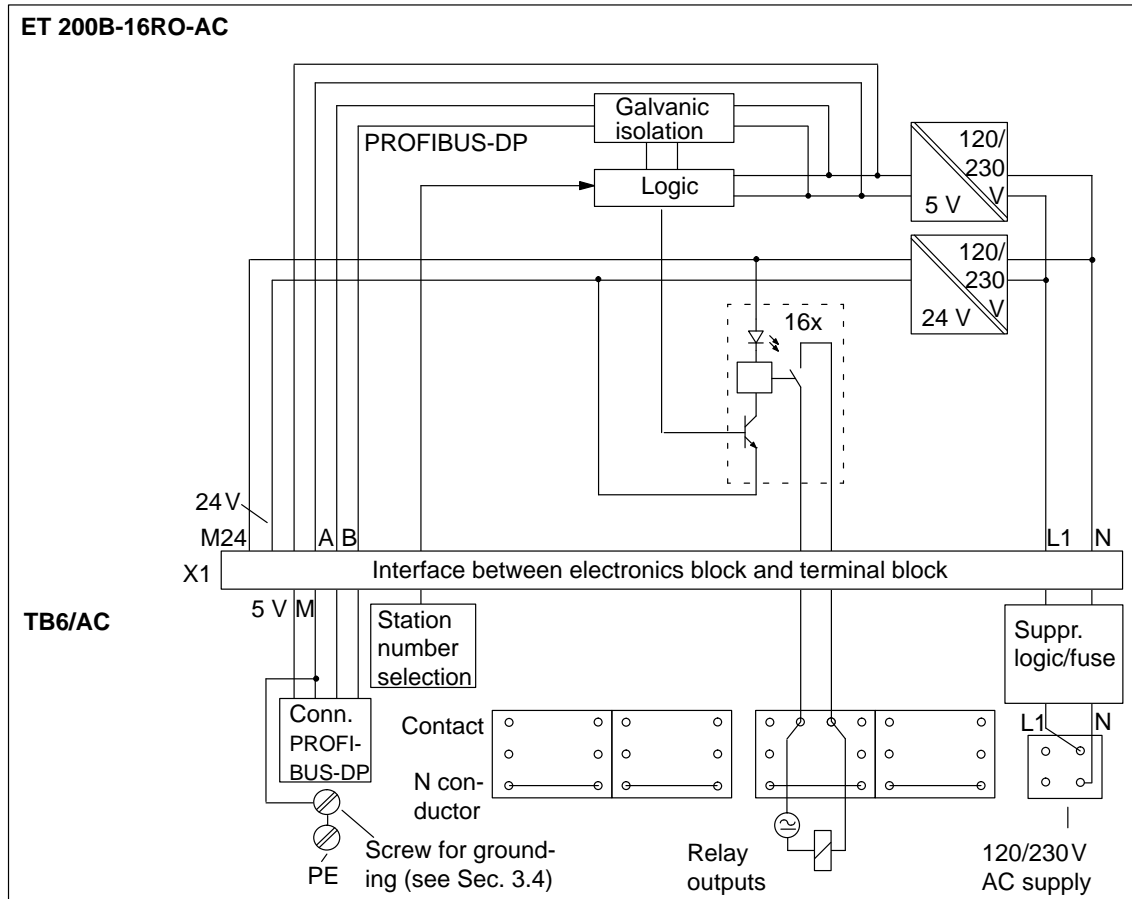 ET 200B-16RO-AC
Galvanic
isolation
PROFIBUS-DP
Logic
120/
230
V
5 V
120/
230
V
24 V
16x
24 V
M24
A
B
L1
N
X1
Interface between electronics block and terminal block
TB6/AC
5 V
M
Station
number
selection
Suppr.
logic/fuse
Conn.
PROFI-
BUS-DP
Contact
N con-
ductor
L1
N
PE
Screw for ground-
ing (see Sec. 3.4)
Relay
outputs
120/230 V
AC supply